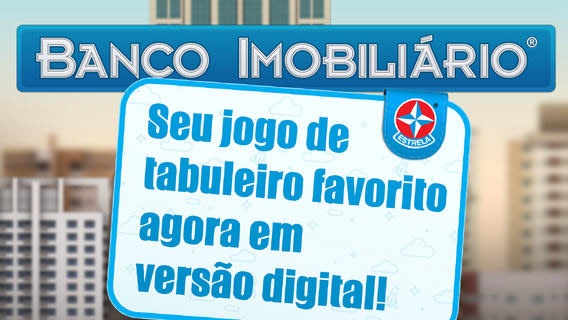 BANCO IMOBILIÁRIO®
ESTRELA
Seu jogo de
tabuleiro favorito
agora em
versão digital!